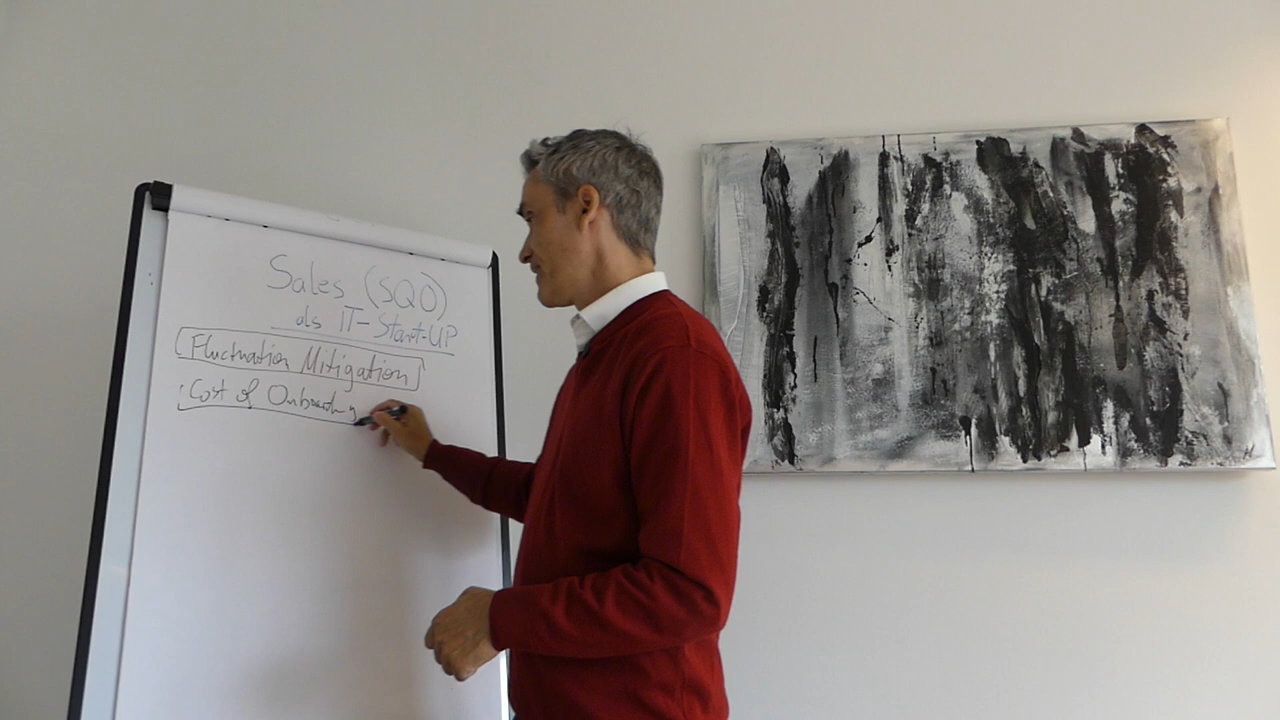 Sales (SQO)
als IT-Start-UP
Fluctuation Mitigation
Cost of Onboarding